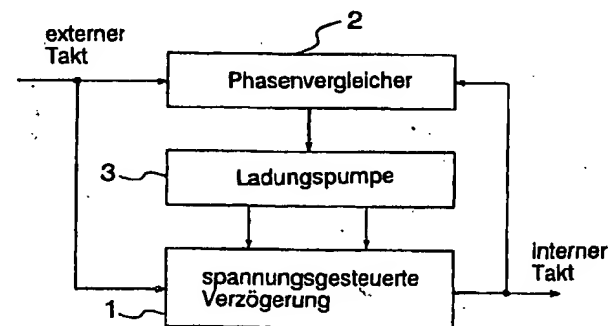 externer
Takt
2
Phasenvergleicher
3
Ladungspumpe
interner
Takt
spannungsgesteuerte
Verzögerung
1